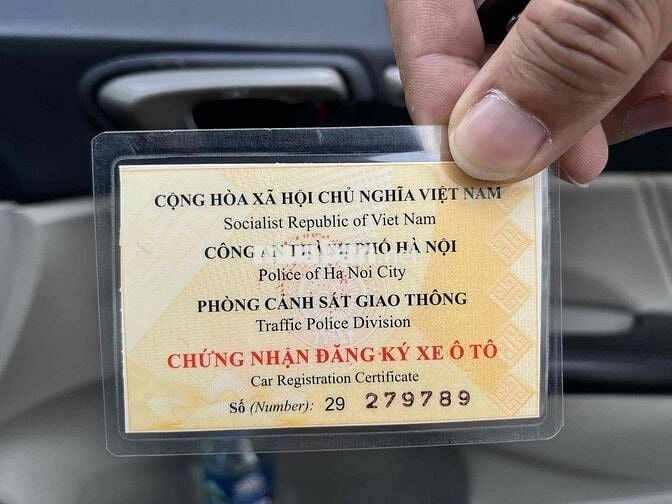 CỘNG HÒA XÃ HỘI CHỦ NGHĨA VIỆT NAM
Socialist Republic of Viet Nam
CÔNG AN THÀNH PHỐ HÀ NỘI
Police of Ha Noi City
PHÒNG CẢNH SÁT GIAO THÔNG
Traffic Police Division
CHỨNG NHẬN ĐĂNG KÝ XE Ô TÔ
Car Registration Certificate
Số (Number): 29 279789